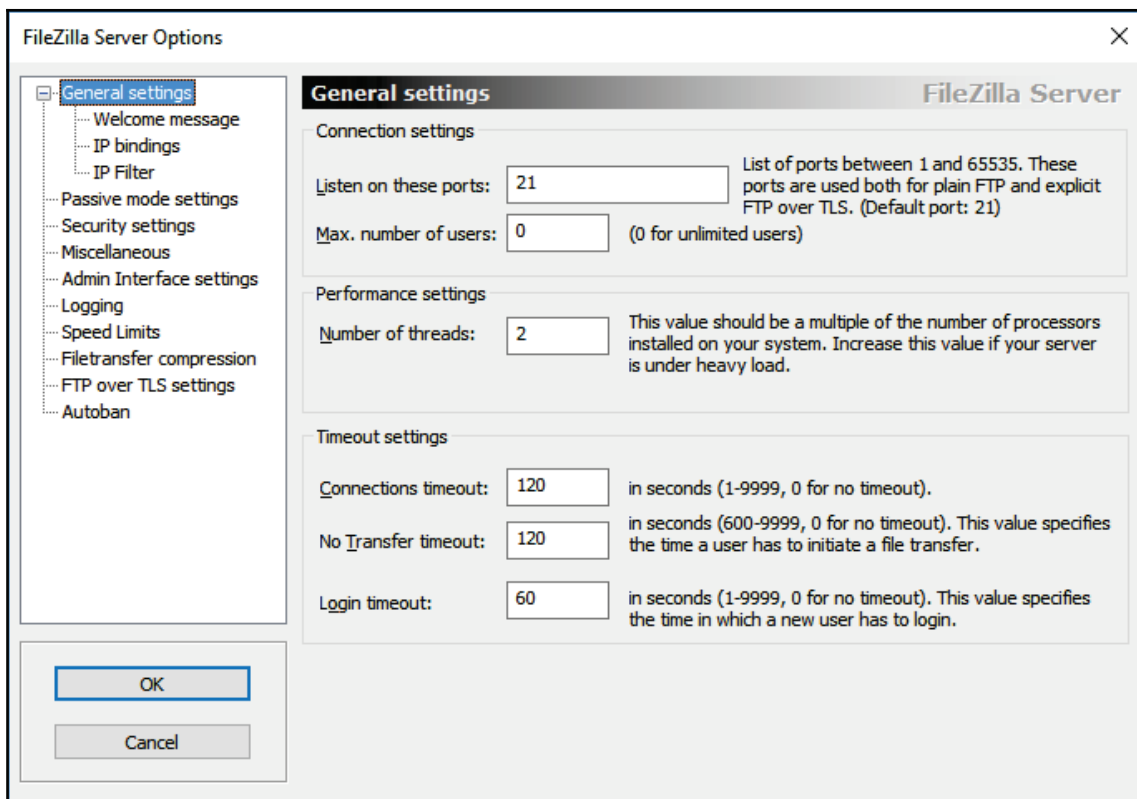 FileZilla Server Options
General settings
Welcome message
IP bindings
IP Filter
Passive mode settings
Security settings
Miscellaneous
Admin Interface settings
Logging
Speed Limits
Filetransfer compression
FTP over TLS settings
Autoban
OK
Cancel
General settings
FileZilla Server
Connection settings
Listen on these ports:
21
List of ports between 1 and 65535. These
ports are used both for plain FTP and explicit
FTP over TLS. (Default port: 21)
Max. number of users:
0
(0 for unlimited users)
Performance settings
Number of threads:
2
This value should be a multiple of the number of processors
installed on your system. Increase this value if your server
is under heavy load.
Timeout settings
Connections timeout:
120
in seconds (1-9999, 0 for no timeout).
No Transfer timeout:
120
in seconds (600-9999, 0 for no timeout). This value specifies
the time a user has to initiate a file transfer.
Login timeout:
60
in seconds (1-9999, 0 for no timeout). This value specifies
the time in which a new user has to login.